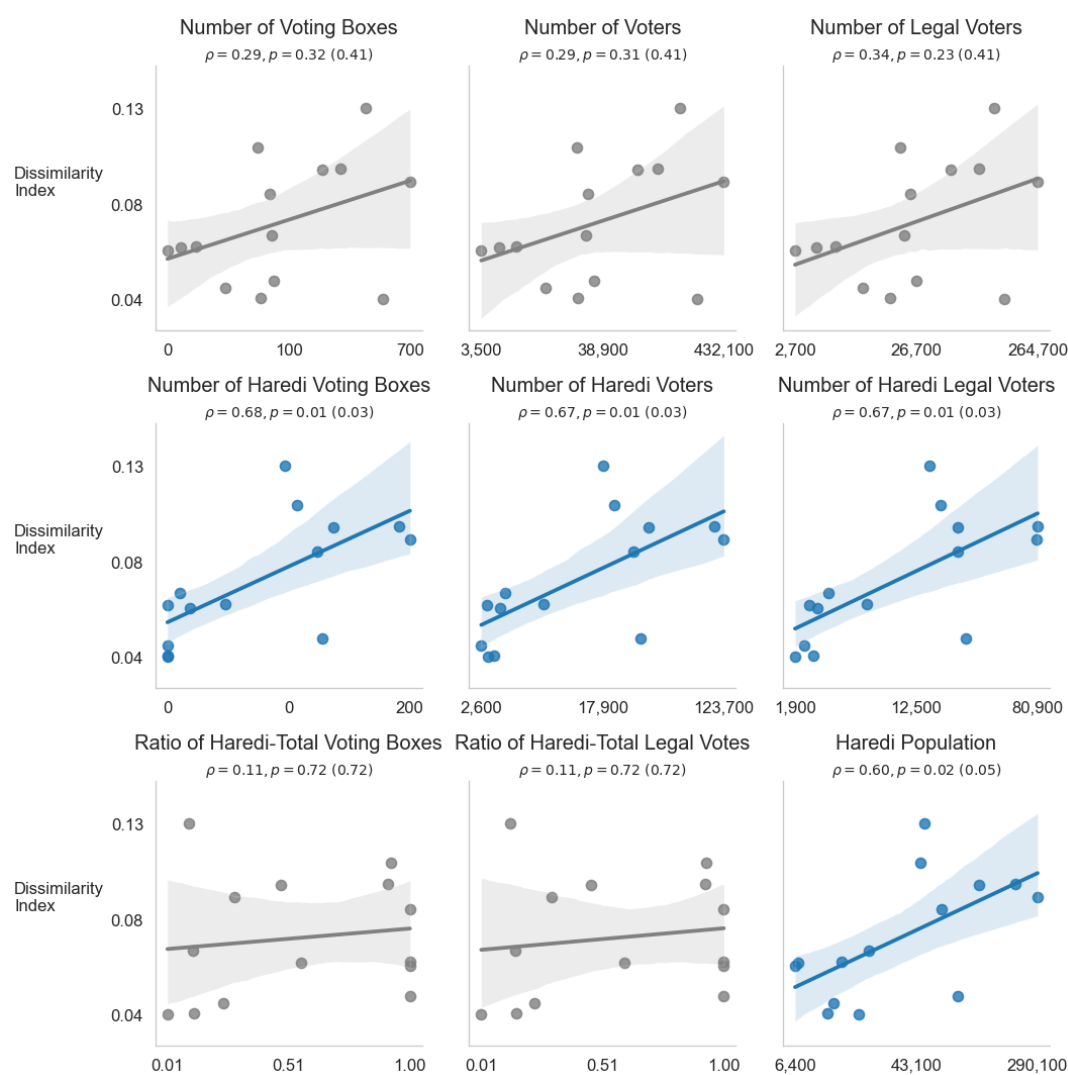 Number of Voting Boxes Number of Voters Number of Legal Voters
ρ = 0.29, p = 0.32 (0.41) ρ = 0.29, p = 0.31 (0.41) ρ = 0.34, p = 0.23 (0.41)
0.13
Dissimilarity
Index
0.08
0.04
0 100 700 3,500 38,900 432,100 2,700 26,700 264,700
Number of Haredi Voting Boxes Number of Haredi Voters Number of Haredi Legal Voters
ρ = 0.68, p = 0.01 (0.03) ρ = 0.67, p = 0.01 (0.03) ρ = 0.67, p = 0.01 (0.03)
0.13
Dissimilarity
Index
0.08
0.04
0 0 200 2,600 17,900 123,700 1,900 12,500 80,900
Ratio of Haredi-Total Voting Boxes Ratio of Haredi-Total Legal Votes Haredi Population
ρ = 0.11, p = 0.72 (0.72) ρ = 0.11, p = 0.72 (0.72) ρ = 0.60, p = 0.02 (0.05)
0.13
Dissimilarity
Index
0.08
0.04
0.01 0.51 1.00 0.01 0.51 1.00 6,400 43,100 290,100